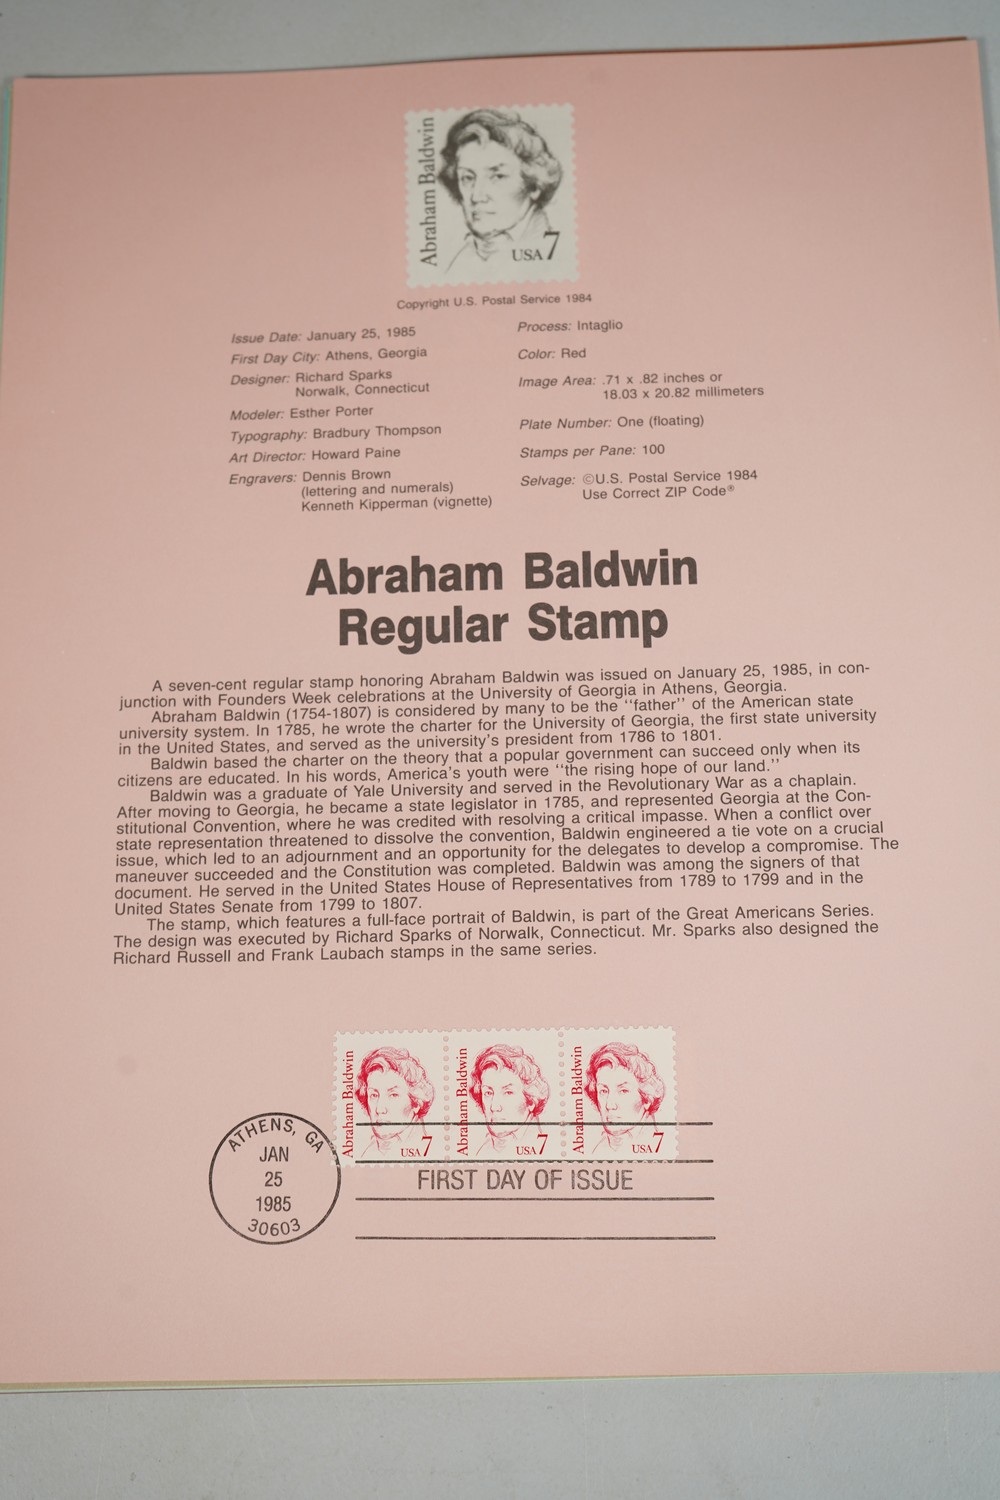 Abraham Baldwin
USA 7
Copyright U.S. Postal Service 1984
Issue Date: January 25, 1985
First Day City: Athens, Georgia
Designer: Richard Sparks
Norwalk, Connecticut
Modeler: Esther Porter
Typography: Bradbury Thompson
Art Director: Howard Paine
Engravers: Dennis Brown
(lettering and numerals)
Kenneth Kipperman (vignette)
Process: Intaglio
Color: Red
Image Area: .71 x .82 inches or
18.03 x 20.82 millimeters
Plate Number: One (floating)
Stamps per Pane: 100
Selvage: ©U.S. Postal Service 1984
Use Correct ZIP Code®
Abraham Baldwin
Regular Stamp
A seven-cent regular stamp honoring Abraham Baldwin was issued on January 25, 1985, in con-
junction with Founders Week celebrations at the University of Georgia in Athens, Georgia.
Abraham Baldwin (1754-1807) is considered by many to be the "father" of the American state
university system. In 1785, he wrote the charter for the University of Georgia, the first state university
in the United States, and served as the university's president from 1786 to 1801.
Baldwin based the charter on the theory that a popular government can succeed only when its
citizens are educated. In his words, America's youth were "the rising hope of our land."
Baldwin was a graduate of Yale University and served in the Revolutionary War as a chaplain.
After moving to Georgia, he became a state legislator in 1785, and represented Georgia at the Con-
stitutional Convention, where he was credited with resolving a critical impasse. When a conflict over
state representation threatened to dissolve the convention, Baldwin engineered a tie vote on a crucial
issue, which led to an adjournment and an opportunity for the delegates to develop a compromise. The
maneuver succeeded and the Constitution was completed. Baldwin was among the signers of that
document. He served in the United States House of Representatives from 1789 to 1799 and in the
United States Senate from 1799 to 1807.
The stamp, which features a full-face portrait of Baldwin, is part of the Great Americans Series.
The design was executed by Richard Sparks of Norwalk, Connecticut. Mr. Sparks also designed the
Richard Russell and Frank Laubach stamps in the same series.
Abraham Baldwin
USA 7
Abraham Baldwin
USA 7
Abraham Baldwin
USA 7
ATHENS, GA
JAN
25
1985
30603
FIRST DAY OF ISSUE